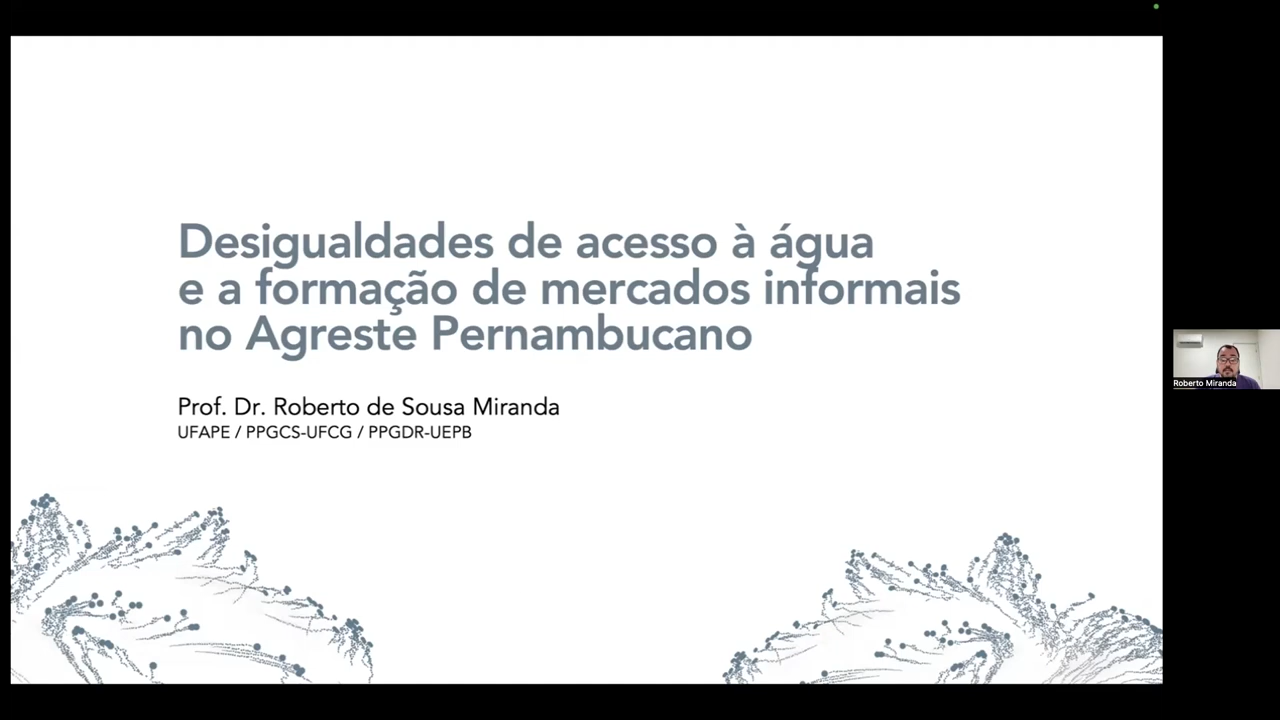 Desigualdades de acesso à água
e a formação de mercados informais
no Agreste Pernambucano
Prof. Dr. Roberto de Sousa Miranda
UFAPE / PPGCS-UFCG / PPGDR-UEPB
Roberto Miranda